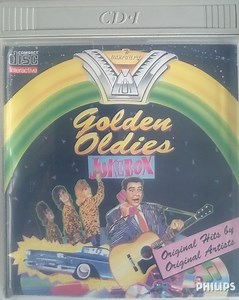 CD-I
COMPACT
disc
Interactive
Golden
Oldies
JUKEBOX
Original Hits by
Original Artists
PHILIPS